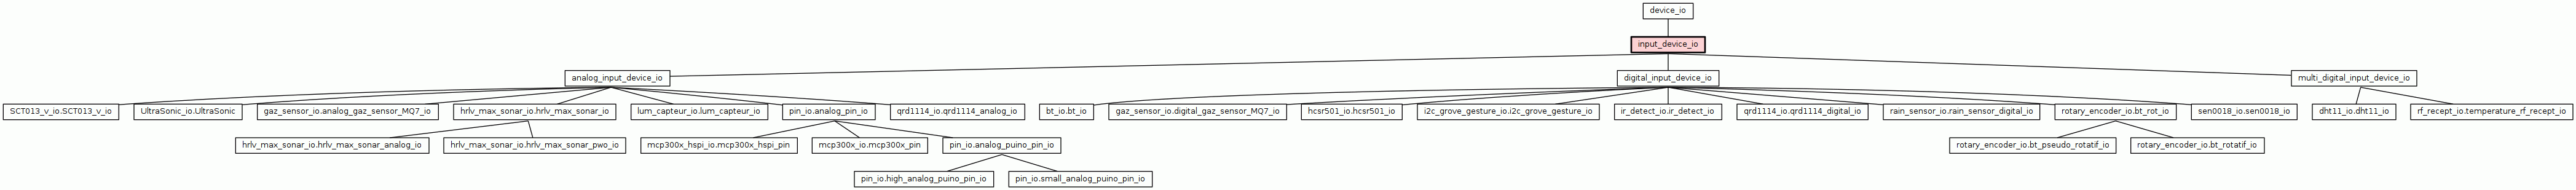 device_io
input_device_io
analog_input_device_io
digital_input_device_io
multi_digital_input_device_io
SCT013_v_io.SCT013_v_io
UltraSonic_io.UltraSonic
gaz_sensor_io.analog_gaz_sensor_MQ7_io
hrlv_max_sonar_io.hrlv_max_sonar_io
lum_capteur_io.lum_capteur_io
pin_io.analog_pin_io
qrd1114_io.qrd1114_analog_io
bt_io.bt_io
gaz_sensor_io.digital_gaz_sensor_MQ7_io
hcsr501_io.hcsr501_io
i2c_grove_gesture_io.i2c_grove_gesture_io
ir_detect_io.ir_detect_io
qrd1114_io.qrd1114_digital_io
rain_sensor_io.rain_sensor_digital_io
rotary_encoder_io.bt_rot_io
sen0018_io.sen0018_io
dht11_io.dht11_io
rf_recept_io.temperature_rf_recept_io
hrlv_max_sonar_io.hrlv_max_sonar_analog_io
hrlv_max_sonar_io.hrlv_max_sonar_pwo_io
mcp300x_hspi_io.mcp300x_hspi_pin
mcp300x_io.mcp300x_pin
pin_io.analog_puino_pin_io
rotary_encoder_io.bt_pseudo_rotatif_io
rotary_encoder_io.bt_rotatif_io
pin_io.high_analog_puino_pin_io
pin_io.small_analog_puino_pin_io